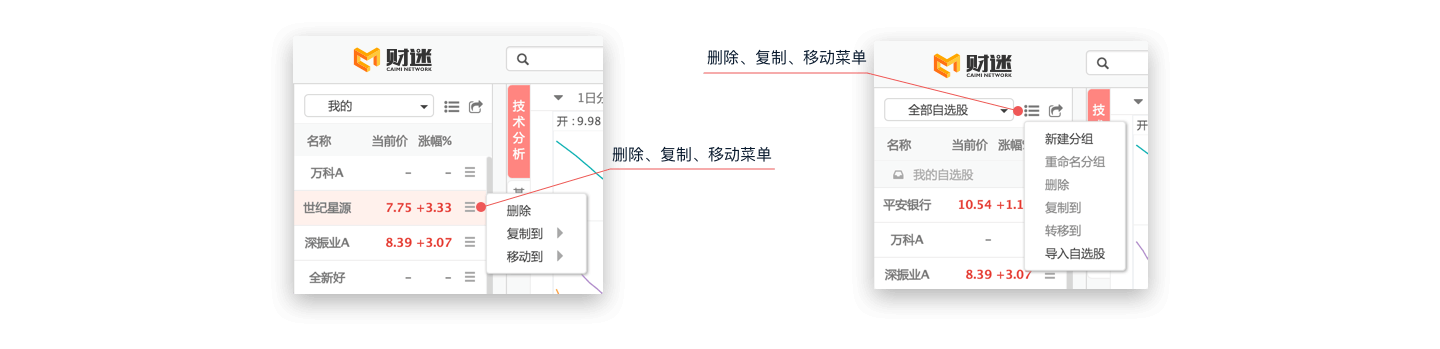 财迷
CAIMI NETWORK
我的
名称 当前价 涨幅%
万科A - -
世纪星源 7.75 +3.33
深振业A 8.39 +3.07
全新好 - -
技术分析
1日分
开 : 9.98
删除
复制到
移动到
删除、复制、移动菜单
删除、复制、移动菜单
财迷
CAIMI NETWORK
全部自选股
名称 当前价 涨幅%
我的自选股
平安银行 10.54 +1.1
万科A -
深振业A 8.39 +3.07
技
开
新建分组
重命名分组
删除
复制到
转移到
导入自选股